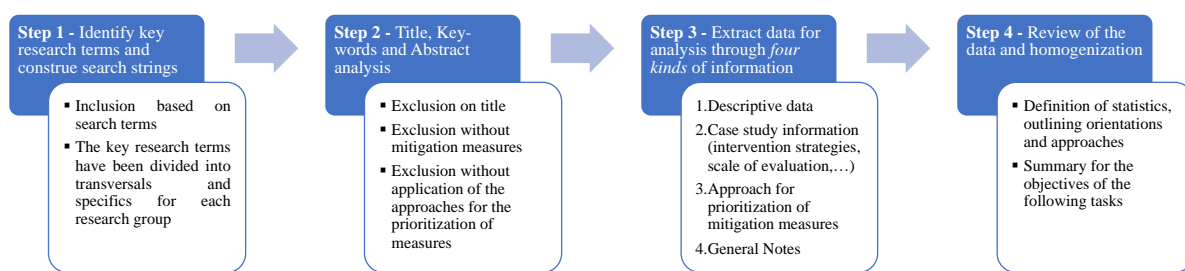 Step 1 - Identify key
research terms and
construe search strings
▪ Inclusion based on
search terms
▪ The key research terms
have been divided into
transversals and
specifics for each
research group
Step 2 - Title, Key-
words and Abstract
analysis
▪ Exclusion on title
▪ Exclusion without
mitigation measures
▪ Exclusion without
application of the
approaches for the
prioritization of
measures
Step 3 - Extract data for
analysis through four
kinds of information
1.Descriptive data
2.Case study information
(intervention strategies,
scale of evaluation,…)
3.Approach for
prioritization of
mitigation measures
4.General Notes
Step 4 - Review of the
data and homogenization
▪ Definition of statistics,
outlining orientations
and approaches
▪ Summary for the
objectives of the
following tasks